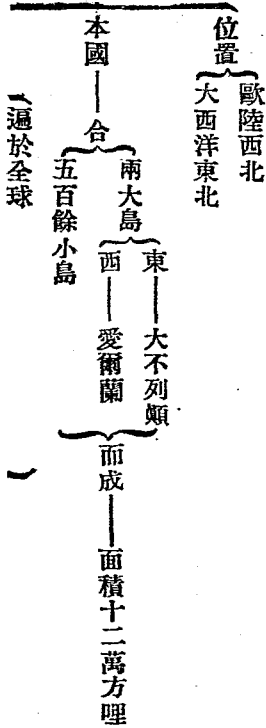 位置
歐陸西北
大西洋東北
本國
合
兩大島
東
大不列顚
西
愛爾蘭
五百餘小島
而成
面積十二萬方哩
遍於全球